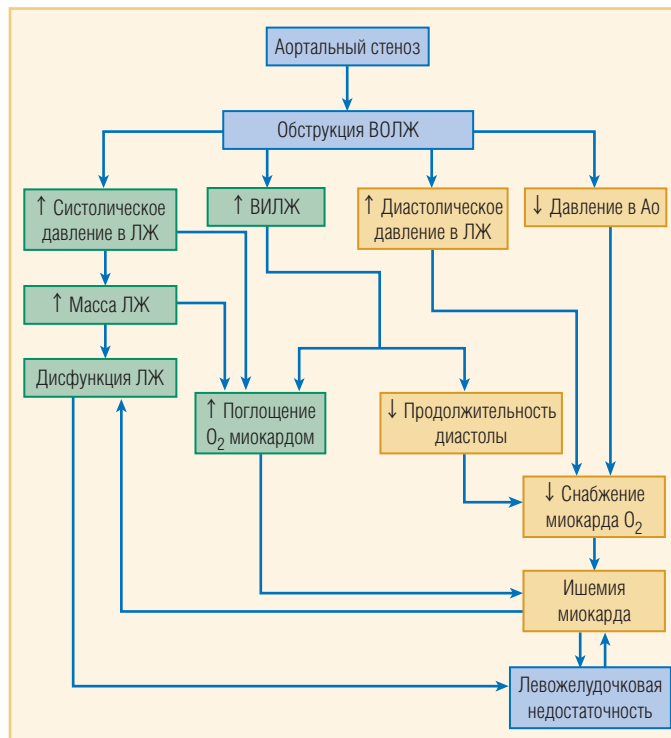 Аортальный стеноз
Обструкция ВОЛЖ
↑ Систолическое
давление в ЛЖ
↑ ВИЛЖ
↑ Диастолическое
давление в ЛЖ
↓ Давление в Ао
↑ Масса ЛЖ
Дисфункция ЛЖ
↑ Поглощение
O₂ миокардом
↓ Продолжительность
диастолы
↓ Снабжение
миокарда O₂
Ишемия
миокарда
Левожелудочковая
недостаточность